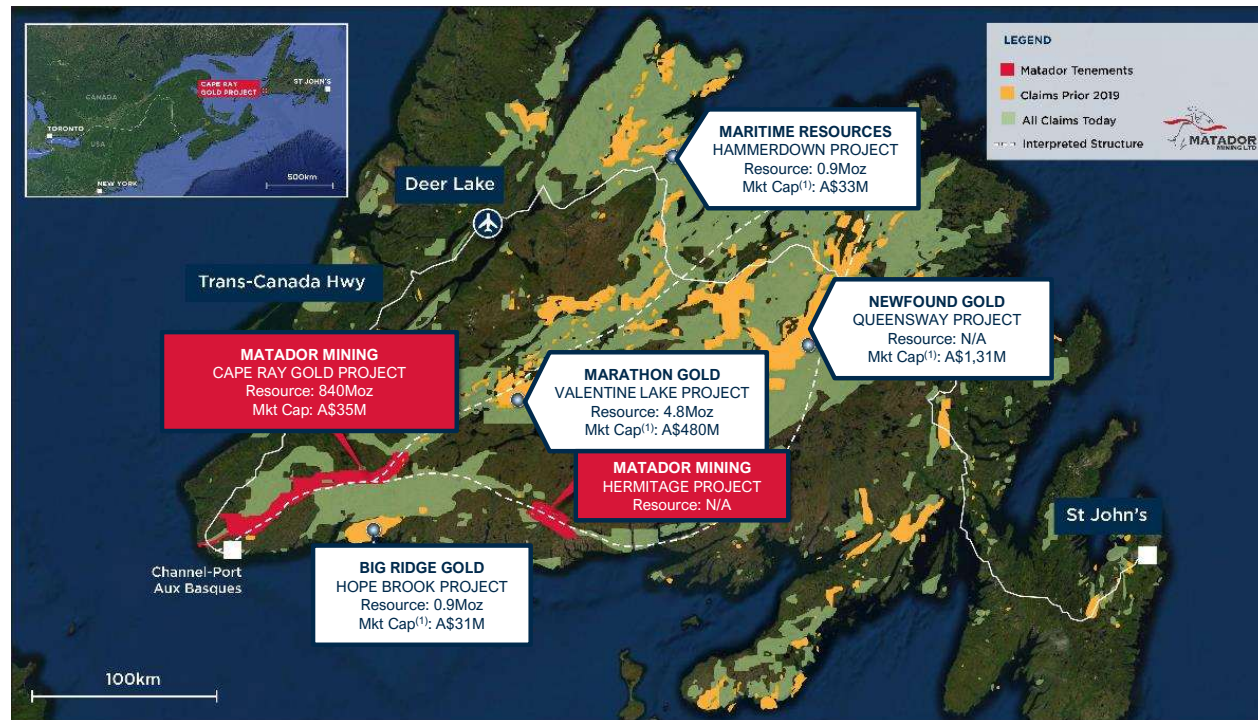 CANADA
CAPE RAY
GOLD PROJECT
ST JOHN'S
TORONTO
USA
NEW YORK
500km
LEGEND
Matador Tenements
Claims Prior 2019
All Claims Today
Interpreted Structure
MATADOR
MINING LTD
MARITIME RESOURCES
HAMMERDOWN PROJECT
Resource: 0.9Moz
Mkt Cap(1): A$33M
Deer Lake
Trans-Canada Hwy
NEWFOUND GOLD
QUEENSWAY PROJECT
Resource: N/A
Mkt Cap(1): A$1,31M
MATADOR MINING
CAPE RAY GOLD PROJECT
Resource: 840Moz
Mkt Cap: A$35M
MARATHON GOLD
VALENTINE LAKE PROJECT
Resource: 4.8Moz
Mkt Cap(1): A$480M
MATADOR MINING
HERMITAGE PROJECT
Resource: N/A
St John's
Channel-Port
Aux Basques
BIG RIDGE GOLD
HOPE BROOK PROJECT
Resource: 0.9Moz
Mkt Cap(1): A$31M
100km